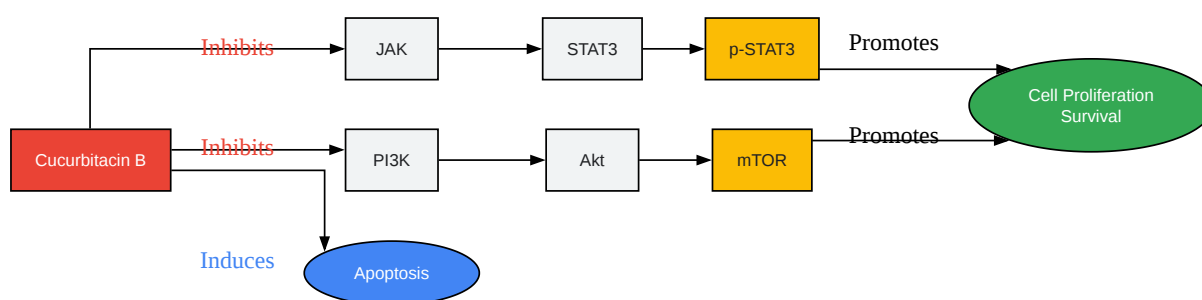 Inhibits
JAK
STAT3
p-STAT3
Promotes
Cell Proliferation
Survival
Cucurbitacin B
Inhibits
PI3K
Akt
mTOR
Promotes
Induces
Apoptosis